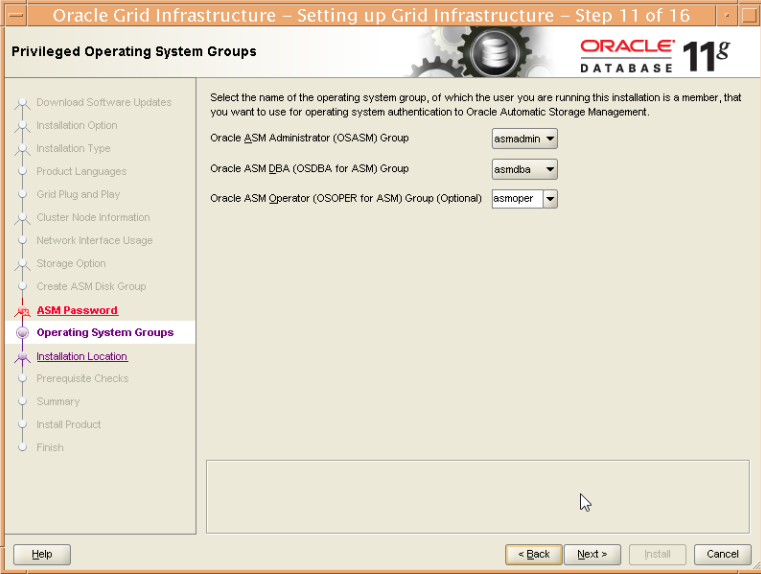 Oracle Grid Infrastructure – Setting up Grid Infrastructure – Step 11 of 16
Privileged Operating System Groups
ORACLE 11g
DATABASE
Download Software Updates
Installation Option
Installation Type
Product Languages
Grid Plug and Play
Cluster Node Information
Network Interface Usage
Storage Option
Create ASM Disk Group
ASM Password
Operating System Groups
Installation Location
Prerequisite Checks
Summary
Install Product
Finish
Select the name of the operating system group, of which the user you are running this installation is a member, that
you want to use for operating system authentication to Oracle Automatic Storage Management.
Oracle ASM Administrator (OSASM) Group asmadmin
Oracle ASM DBA (OSDBA for ASM) Group asmdba
Oracle ASM Operator (OSOPER for ASM) Group (Optional) asmoper
Help < Back Next > Install Cancel